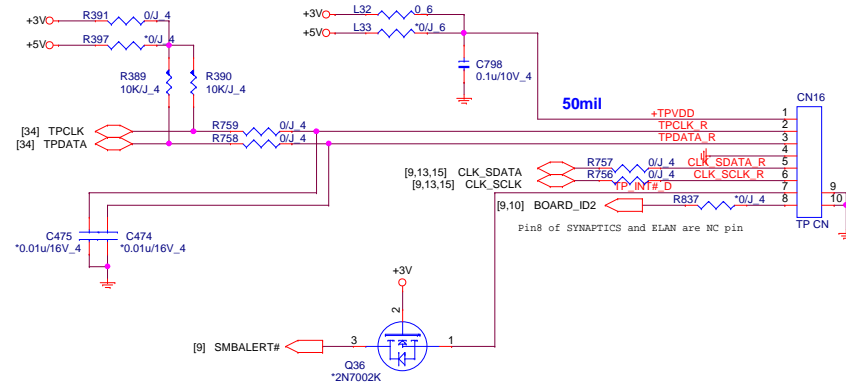 +3V R391 0/J_4
+5V R397 *0/J_4
R389
10K/J_4
R390
10K/J_4
+3V L32 0_6
+5V L33 *0/J_6
C798
0.1u/10V_4
50mil
CN16
+TPVDD 1
[34] TPCLK R759 0/J_4 TPCLK_R 2
[34] TPDATA R758 0/J_4 TPDATA_R 3
4
[9,13,15] CLK_SDATA R757 0/J_4 CLK_SDATA_R 5
[9,13,15] CLK_SCLK R756 0/J_4 CLK_SCLK_R 6
TP_INT#_D 7
[9,10] BOARD_ID2 R837 *0/J_4 8
9
10
TP CN
Pin8 of SYNAPTICS and ELAN are NC pin
C475
*0.01u/16V_4
C474
*0.01u/16V_4
+3V
2
[9] SMBALERT# 3 1
Q36
*2N7002K